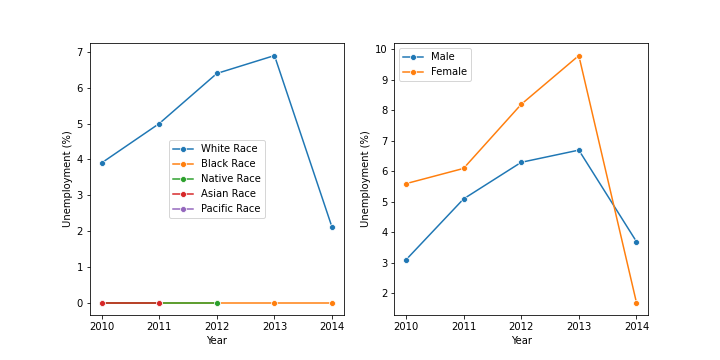 7
6
5
4
3
2
1
0
Unemployment (%)
White Race
Black Race
Native Race
Asian Race
Pacific Race
2010 2011 2012 2013 2014
Year
10
9
8
7
6
5
4
3
2
Unemployment (%)
Male
Female
2010 2011 2012 2013 2014
Year